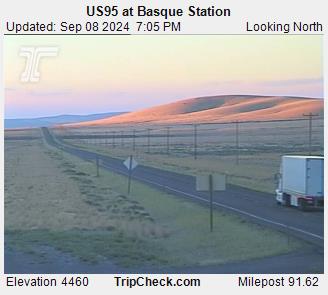 US95 at Basque Station
Updated: Sep 08 2024 7:05 PM Looking North
Elevation 4460 TripCheck.com Milepost 91.62